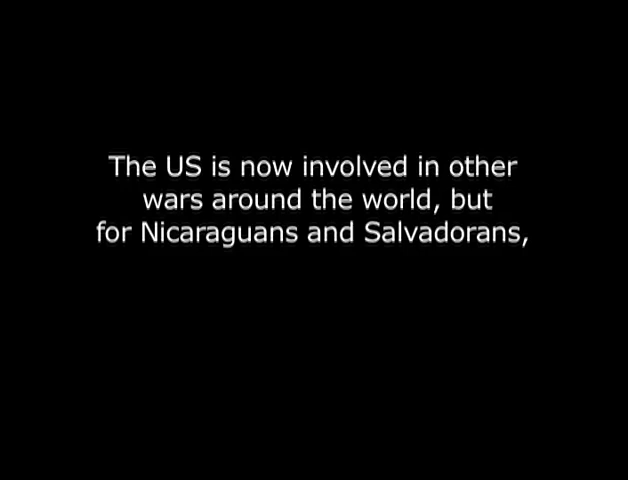 The US is now involved in other
wars around the world, but
for Nicaraguans and Salvadorans,